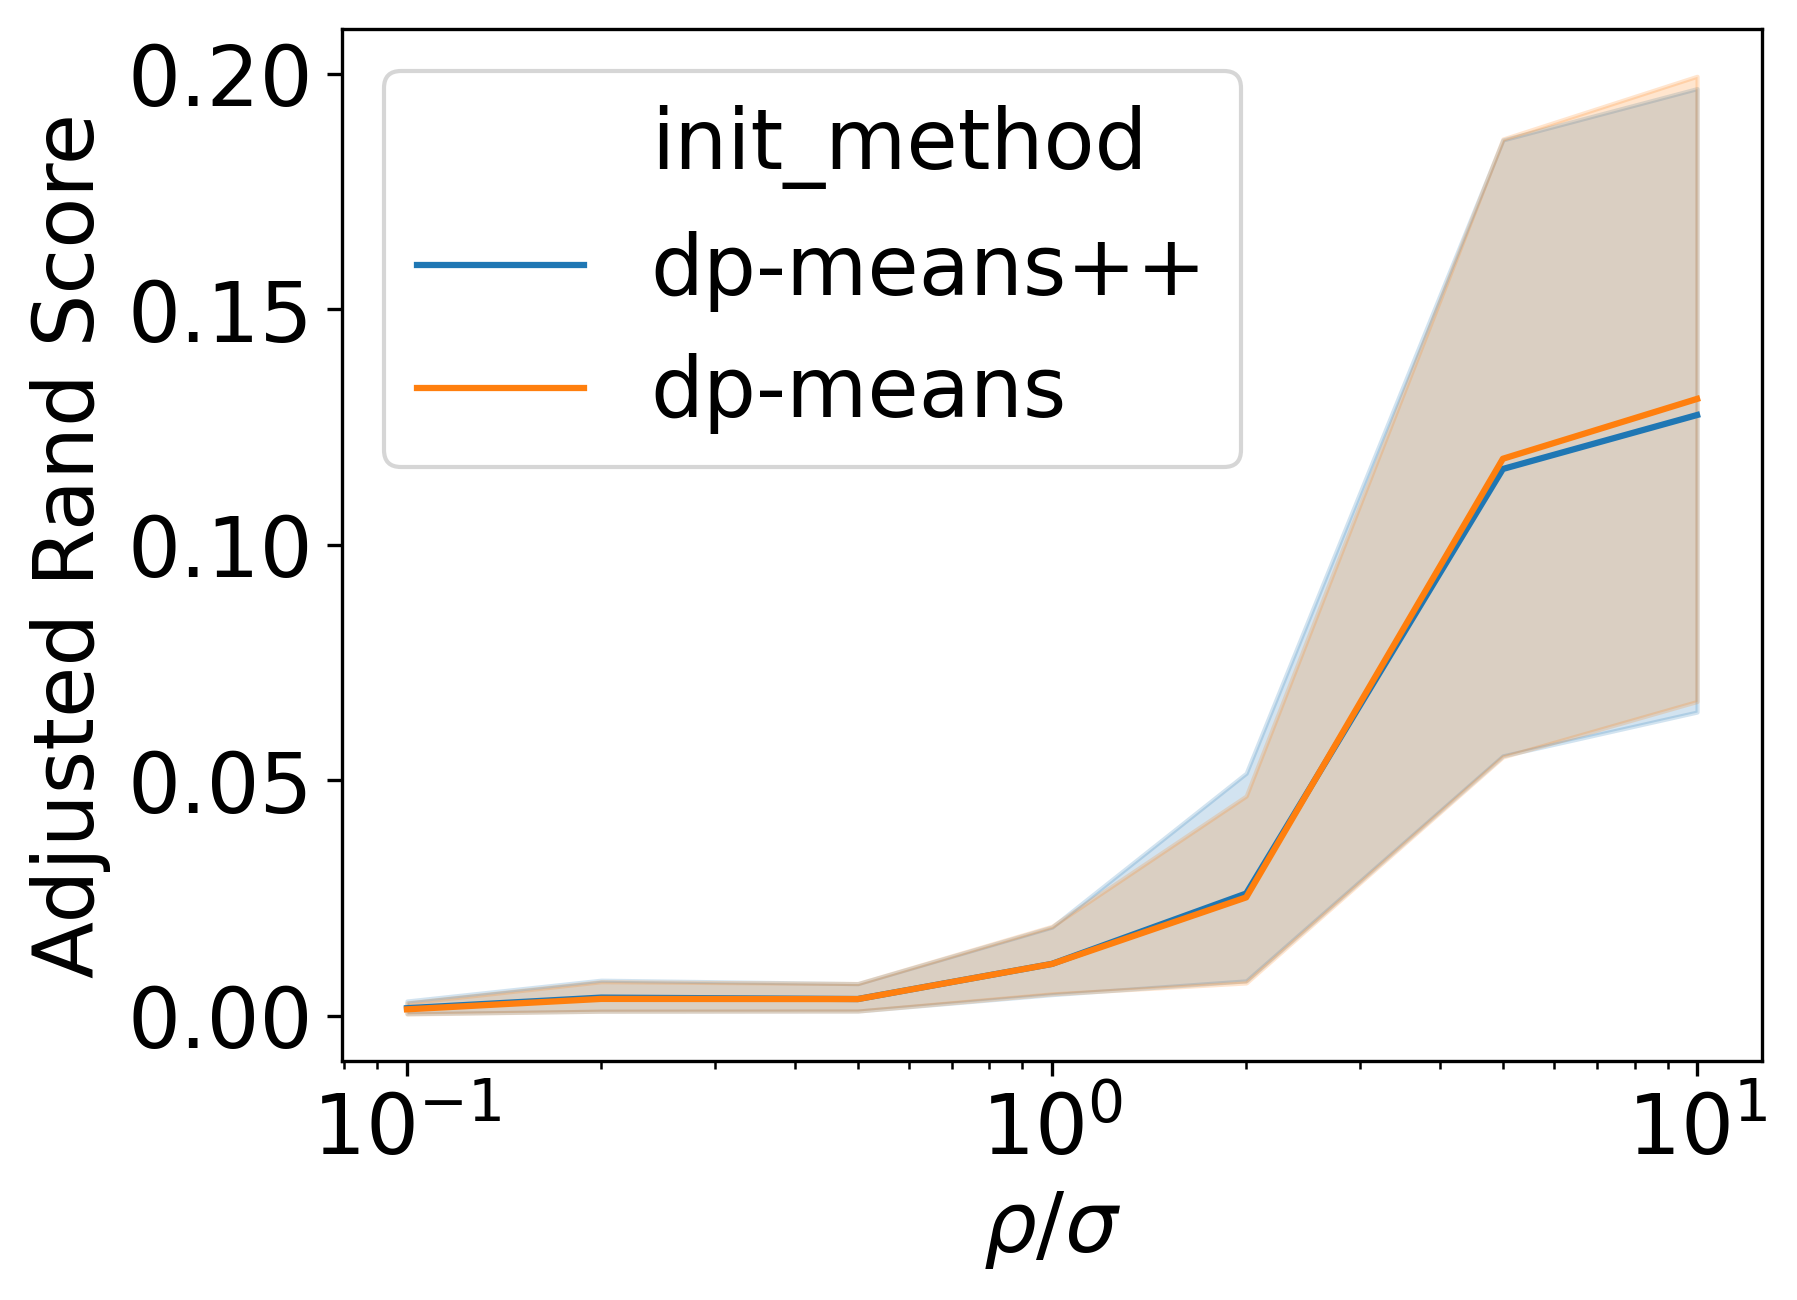 Adjusted Rand Score
0.20
0.15
0.10
0.05
0.00
init_method
dp-means++
dp-means
10⁻¹
10⁰
10¹
ρ/σ